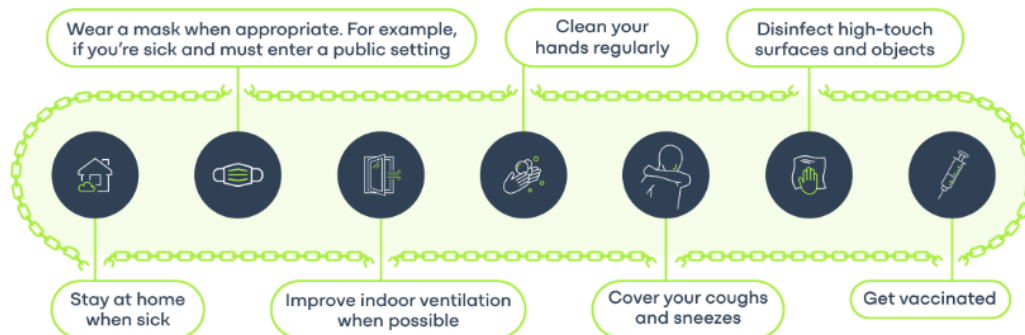 Wear a mask when appropriate. For example,
if you're sick and must enter a public setting
Clean your
hands regularly
Disinfect high-touch
surfaces and objects
Stay at home
when sick
Improve indoor ventilation
when possible
Cover your coughs
and sneezes
Get vaccinated